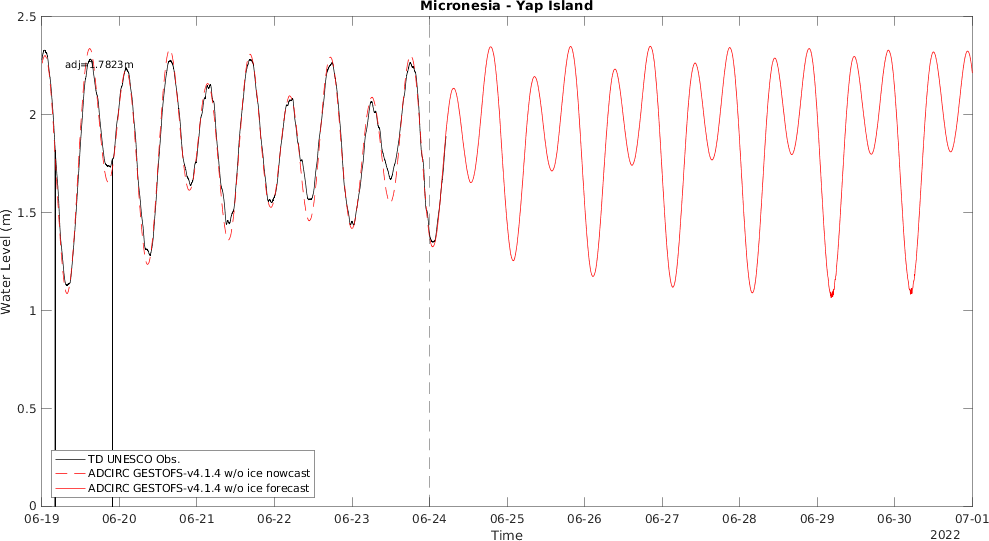 Micronesia - Yap Island
2.5
2
1.5
1
0.5
0
Water Level (m)
adj=1.7823m
TD UNESCO Obs.
ADCIRC GESTOFS-v4.1.4 w/o ice nowcast
ADCIRC GESTOFS-v4.1.4 w/o ice forecast
06-19 06-20 06-21 06-22 06-23 06-24 06-25 06-26 06-27 06-28 06-29 06-30 07-01
Time
2022